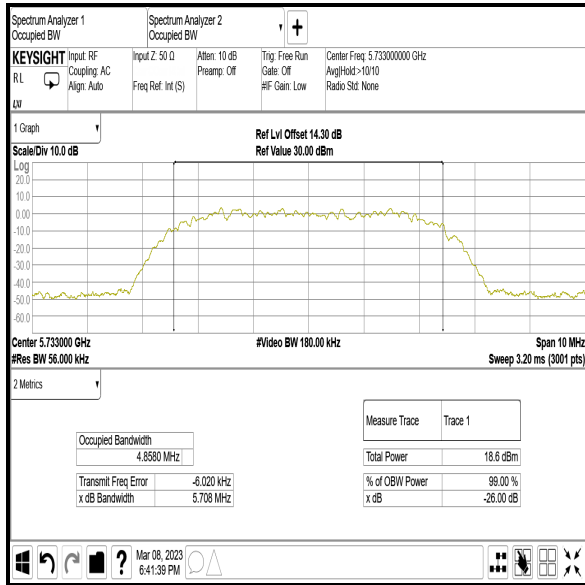 Spectrum Analyzer 1
Occupied BW
Spectrum Analyzer 2
Occupied BW
+
KEYSIGHT
RL
LXI
Input: RF
Coupling: AC
Align: Auto
Input Z: 50 Ω
Freq Ref: Int (S)
Atten: 10 dB
Preamp: Off
Trig: Free Run
Gate: Off
#IF Gain: Low
Center Freq: 5.733000000 GHz
Avg|Hold:>10/10
Radio Std: None
1 Graph
Scale/Div 10.0 dB
Ref Lvl Offset 14.30 dB
Ref Value 30.00 dBm
Log
20.0
10.0
0.00
-10.0
-20.0
-30.0
-40.0
-50.0
-60.0
Center 5.733000 GHz
#Res BW 56.000 kHz
#Video BW 180.00 kHz
Span 10 MHz
Sweep 3.20 ms (3001 pts)
2 Metrics
Occupied Bandwidth
4.8580 MHz
Transmit Freq Error -6.020 kHz
x dB Bandwidth 5.708 MHz
Measure Trace Trace 1
Total Power 18.6 dBm
% of OBW Power 99.00 %
x dB -26.00 dB
?
Mar 08, 2023
6:41:39 PM